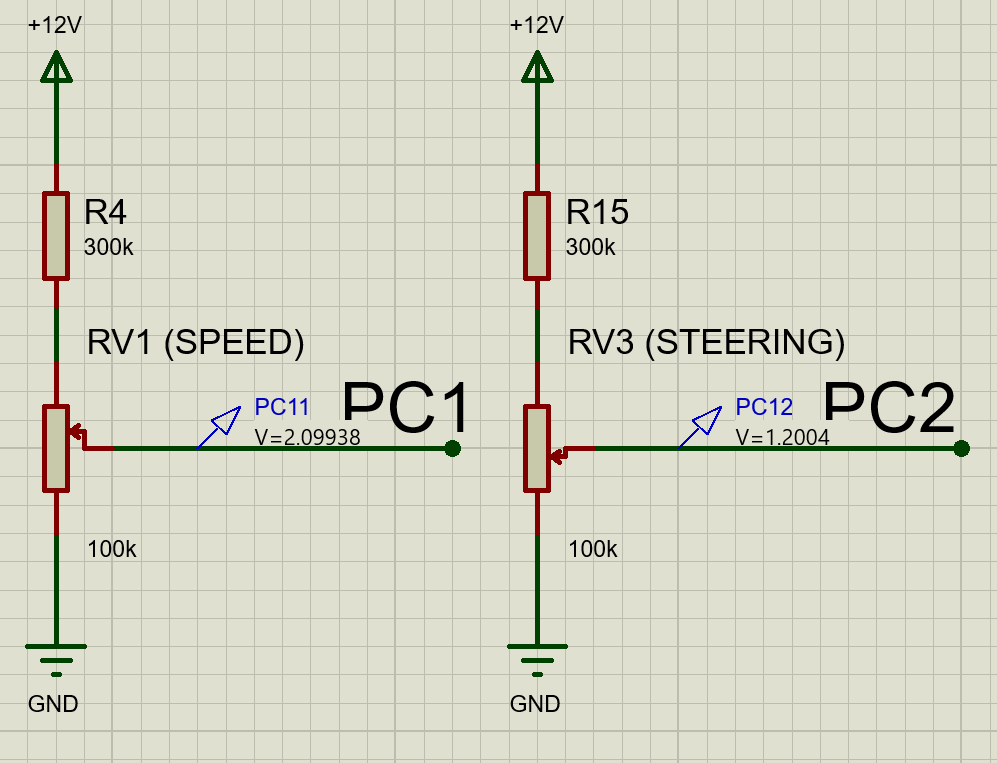 +12V
R4
300k
RV1 (SPEED)
PC11
V=2.09938
PC1
100k
GND
+12V
R15
300k
RV3 (STEERING)
PC12
V=1.2004
PC2
100k
GND